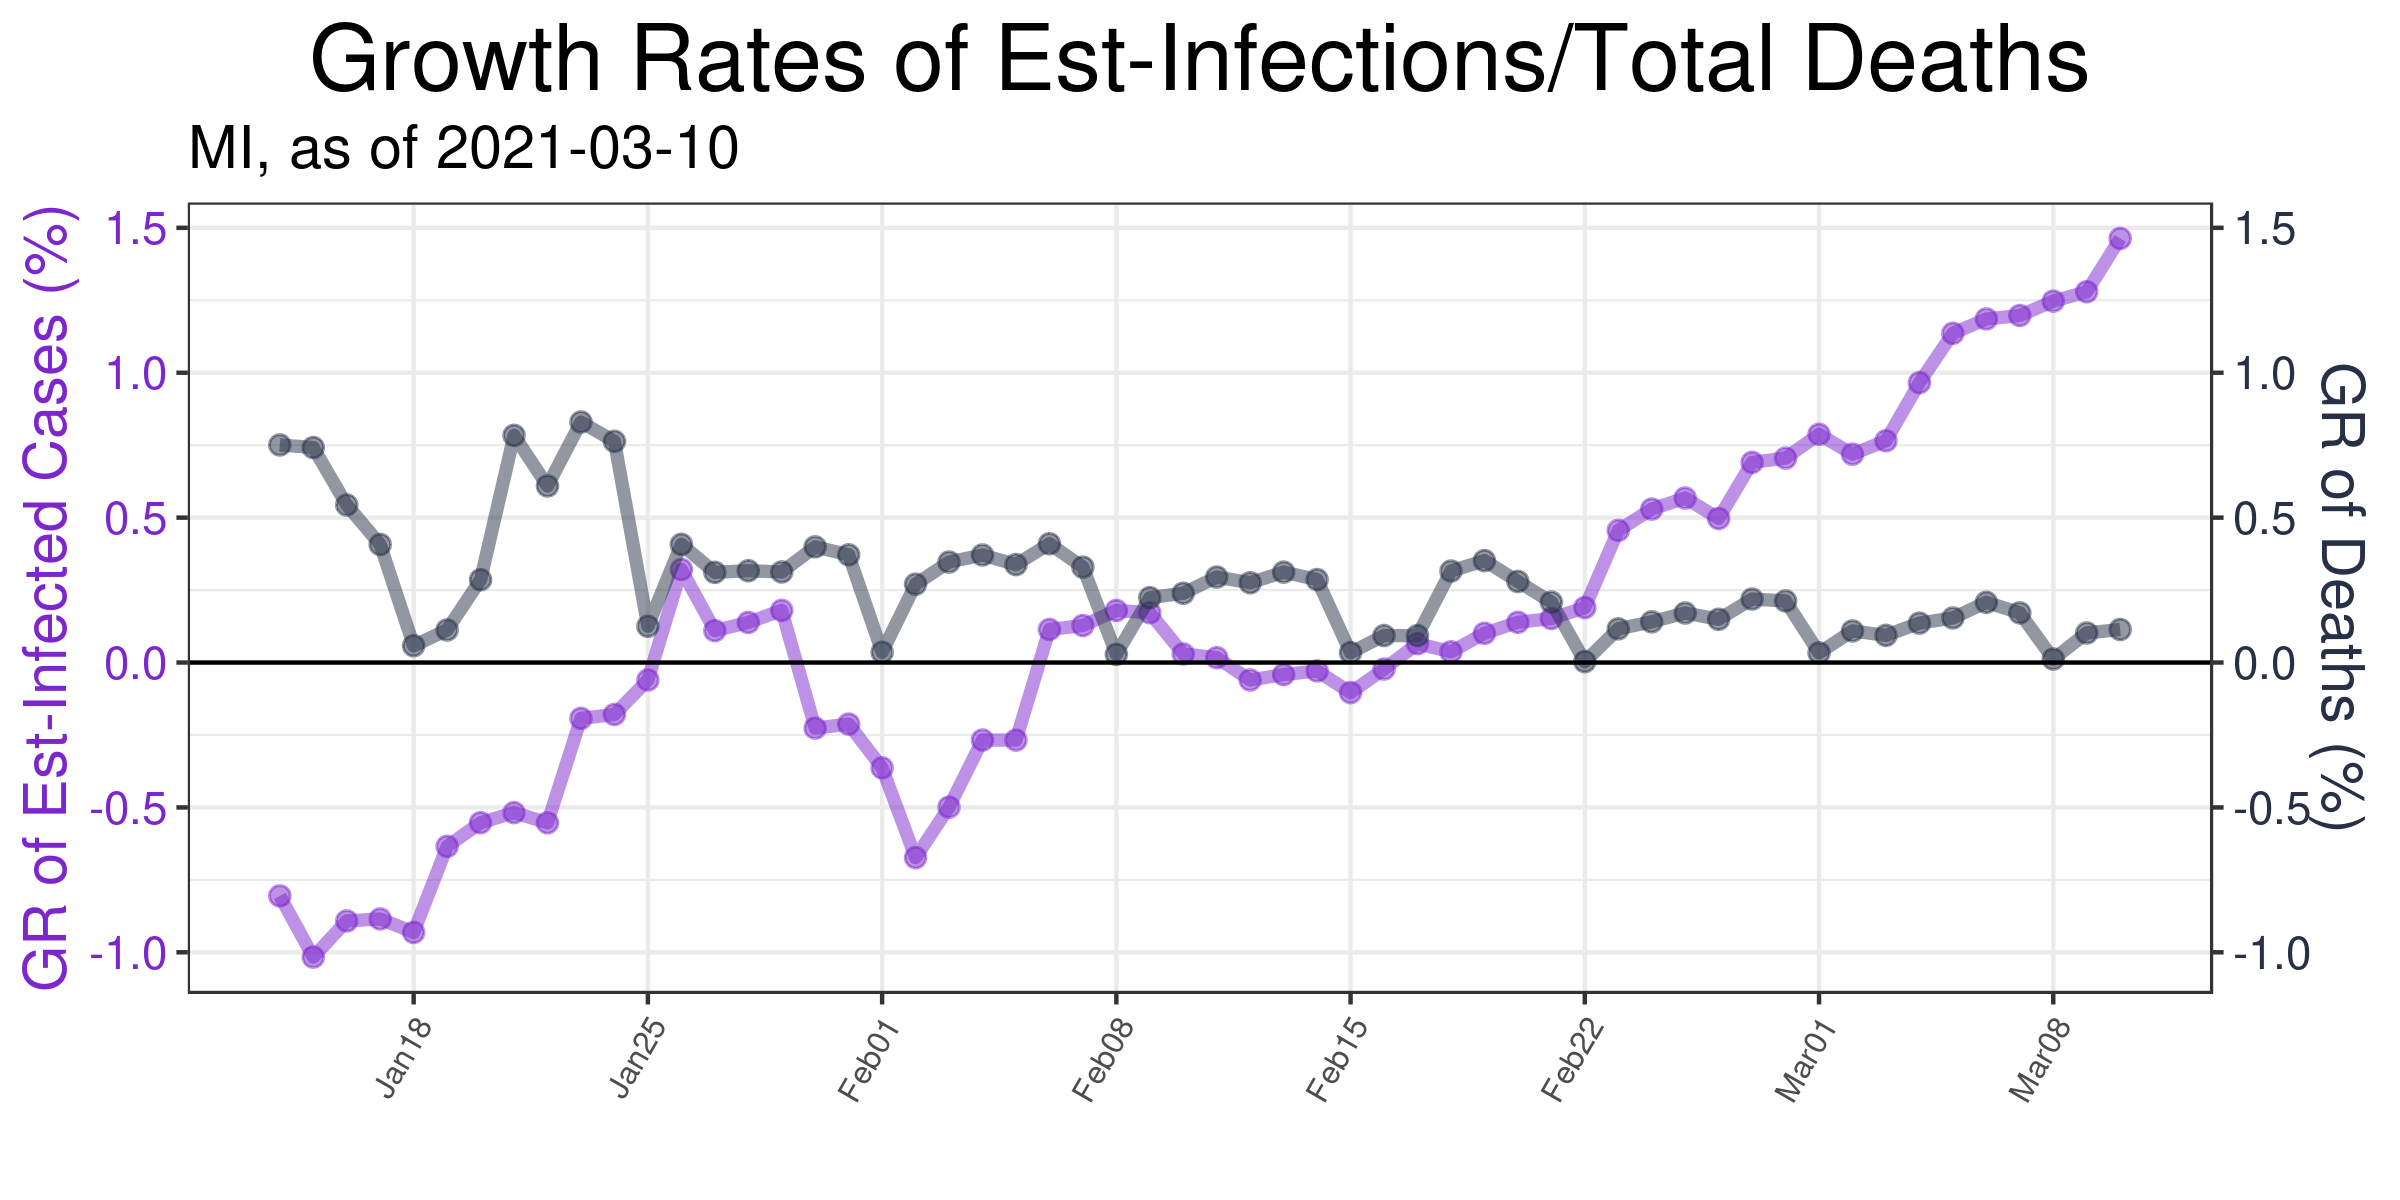 Growth Rates of Est-Infections/Total Deaths
MI, as of 2021-03-10
GR of Est-Infected Cases (%)
1.5
1.0
0.5
0.0
-0.5
-1.0
1.5
1.0
0.5
0.0
-0.5
-1.0
GR of Deaths (%)
Jan18
Jan25
Feb01
Feb08
Feb15
Feb22
Mar01
Mar08